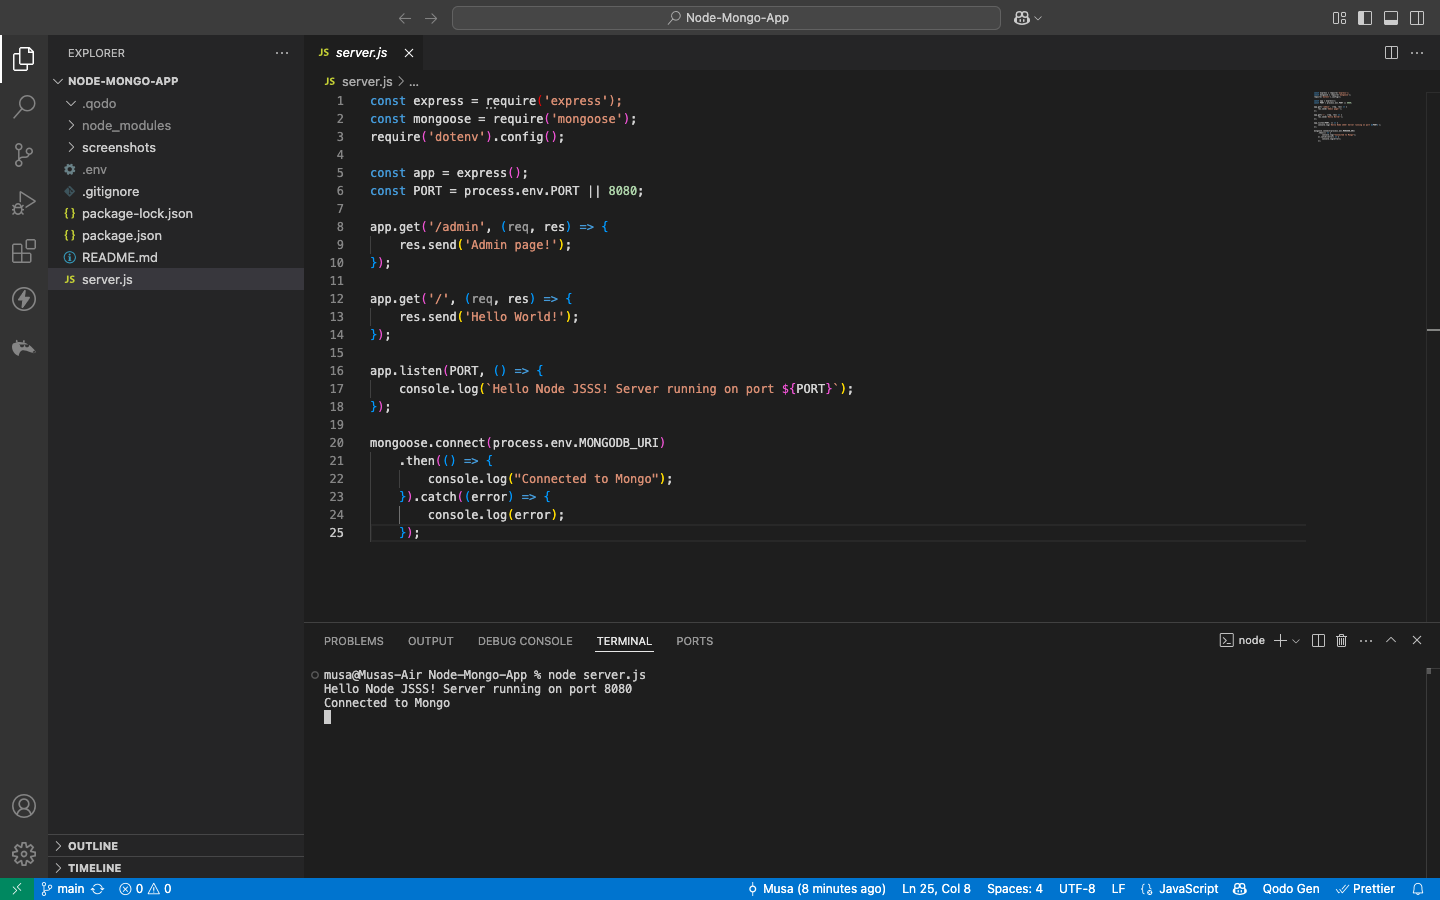 Node-Mongo-App
EXPLORER
NODE-MONGO-APP
.qodo
node_modules
screenshots
.env
.gitignore
{} package-lock.json
{} package.json
README.md
JS server.js
OUTLINE
TIMELINE
JS server.js
JS server.js > ...
1 const express = require('express');
2 const mongoose = require('mongoose');
3 require('dotenv').config();
4
5 const app = express();
6 const PORT = process.env.PORT || 8080;
7
8 app.get('/admin', (req, res) => {
9     res.send('Admin page!');
10 });
11
12 app.get('/', (req, res) => {
13     res.send('Hello World!');
14 });
15
16 app.listen(PORT, () => {
17     console.log(`Hello Node JSSS! Server running on port ${PORT}`);
18 });
19
20 mongoose.connect(process.env.MONGODB_URI)
21     .then(() => {
22         console.log("Connected to Mongo");
23     }).catch((error) => {
24         console.log(error);
25     });
PROBLEMS OUTPUT DEBUG CONSOLE TERMINAL PORTS
node
musa@Musas-Air Node-Mongo-App % node server.js
Hello Node JSSS! Server running on port 8080
Connected to Mongo
main 0 0 Musa (8 minutes ago) Ln 25, Col 8 Spaces: 4 UTF-8 LF {} JavaScript Qodo Gen Prettier